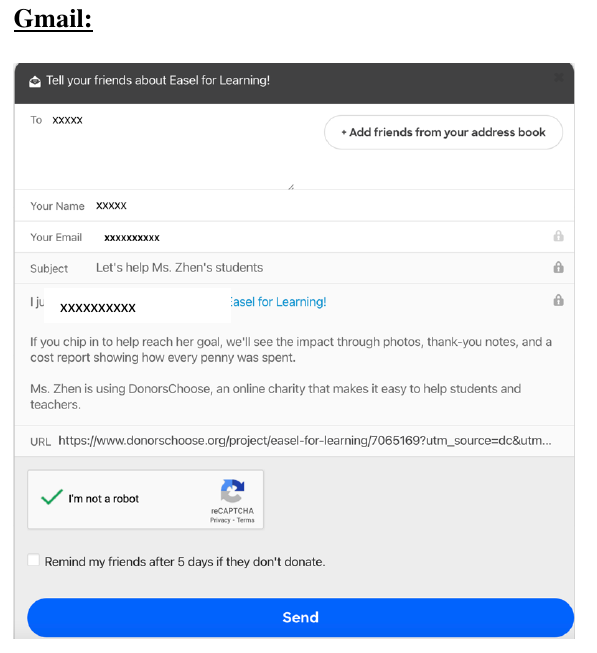 Gmail:
Tell your friends about Easel for Learning!
To xxxxx
+ Add friends from your address book
Your Name xxxxx
Your Email xxxxxxxxxx
Subject Let's help Ms. Zhen's students
I ju xxxxxxxxxx Easel for Learning!
If you chip in to help reach her goal, we'll see the impact through photos, thank-you notes, and a
cost report showing how every penny was spent.
Ms. Zhen is using DonorsChoose, an online charity that makes it easy to help students and
teachers.
URL https://www.donorschoose.org/project/easel-for-learning/7065169?utm_source=dc&utm...
I'm not a robot
reCAPTCHA
Privacy - Terms
Remind my friends after 5 days if they don't donate.
Send